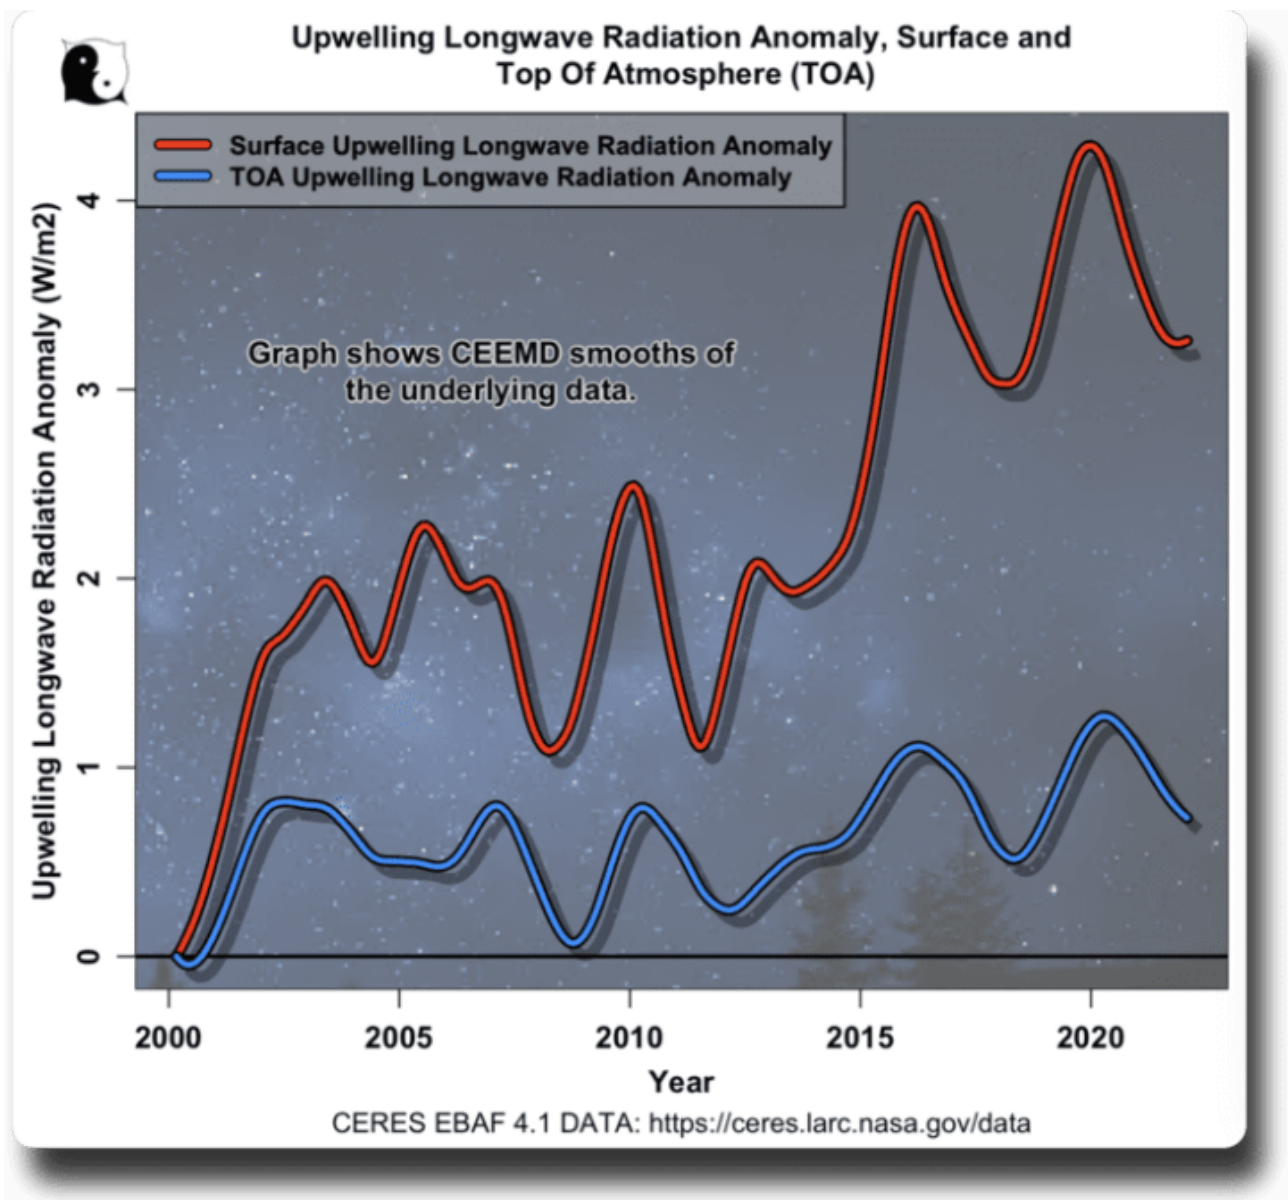 Upwelling Longwave Radiation Anomaly, Surface and
Top Of Atmosphere (TOA)
Surface Upwelling Longwave Radiation Anomaly
TOA Upwelling Longwave Radiation Anomaly
Graph shows CEEMD smooths of
the underlying data.
Upwelling Longwave Radiation Anomaly (W/m2)
4
3
2
1
0
2000 2005 2010 2015 2020
Year
CERES EBAF 4.1 DATA: https://ceres.larc.nasa.gov/data